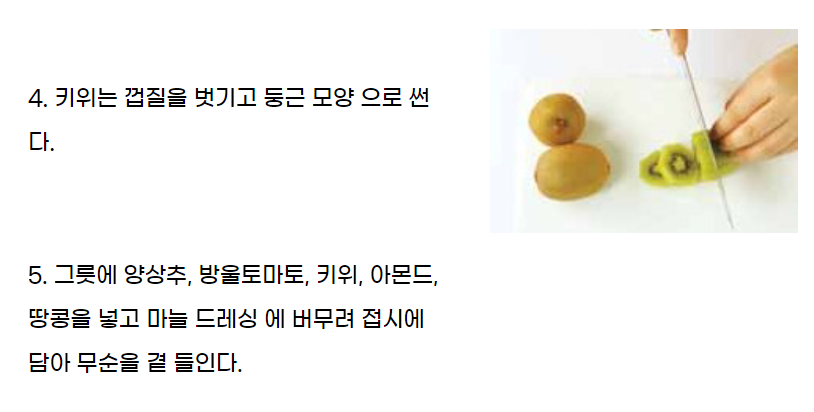 4. 키위는 껍질을 벗기고 둥근 모양 으로 썬
다.
5. 그릇에 양상추, 방울토마토, 키위, 아몬드,
땅콩을 넣고 마늘 드레싱 에 버무려 접시에
담아 무순을 곁 들인다.